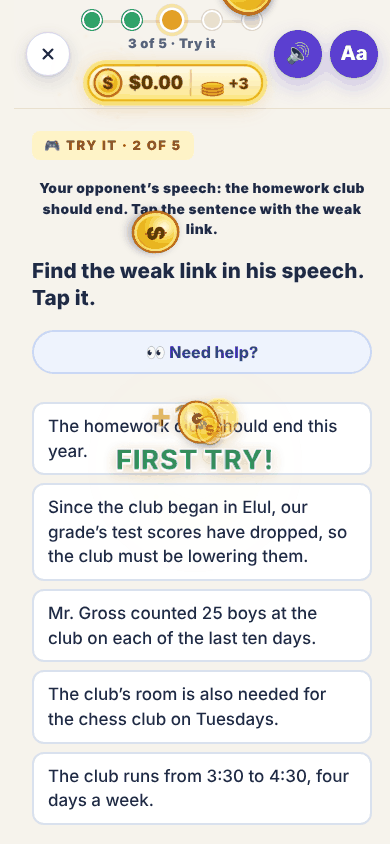 3 of 5 · Try it
$0.00
+3
Aa
🎮 TRY IT · 2 OF 5
Your opponent's speech: the homework club
should end. Tap the sentence with the weak
link.
Find the weak link in his speech.
Tap it.
👀 Need help?
The homework club should end this
year.
FIRST TRY!
Since the club began in Elul, our
grade's test scores have dropped, so
the club must be lowering them.
Mr. Gross counted 25 boys at the
club on each of the last ten days.
The club's room is also needed for
the chess club on Tuesdays.
The club runs from 3:30 to 4:30, four
days a week.